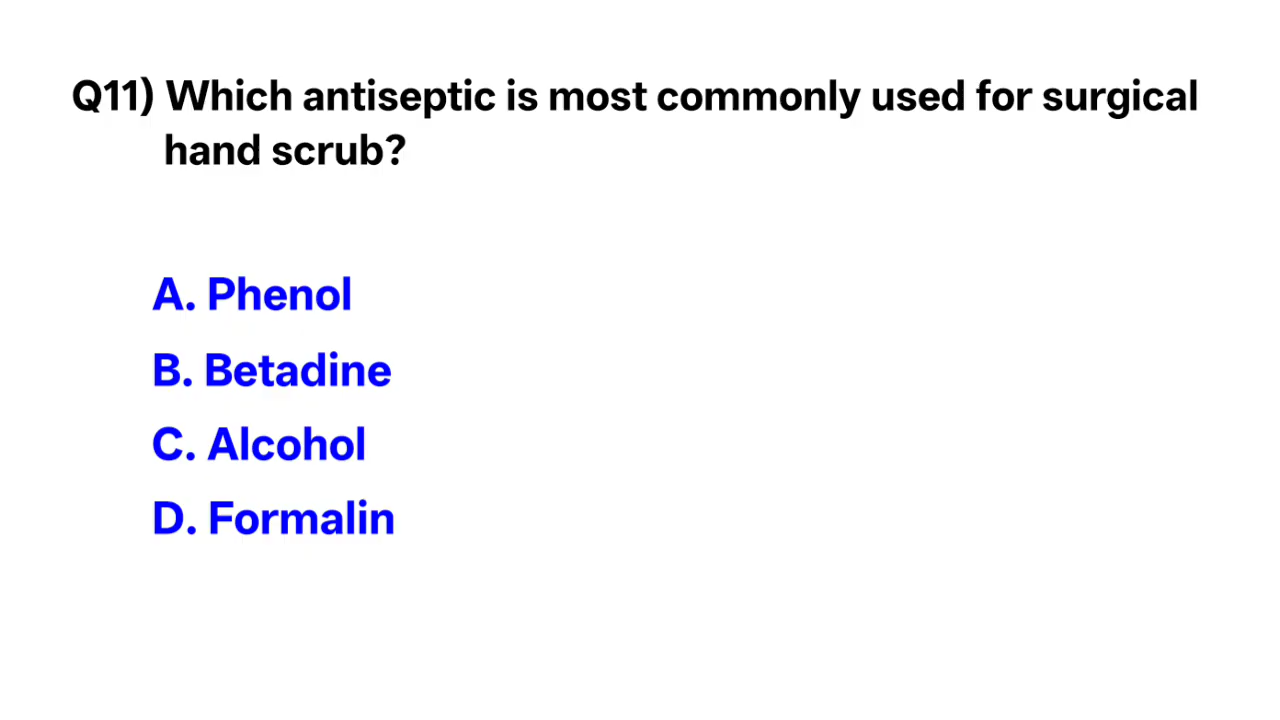 Q11) Which antiseptic is most commonly used for surgical
hand scrub?
A. Phenol
B. Betadine
C. Alcohol
D. Formalin